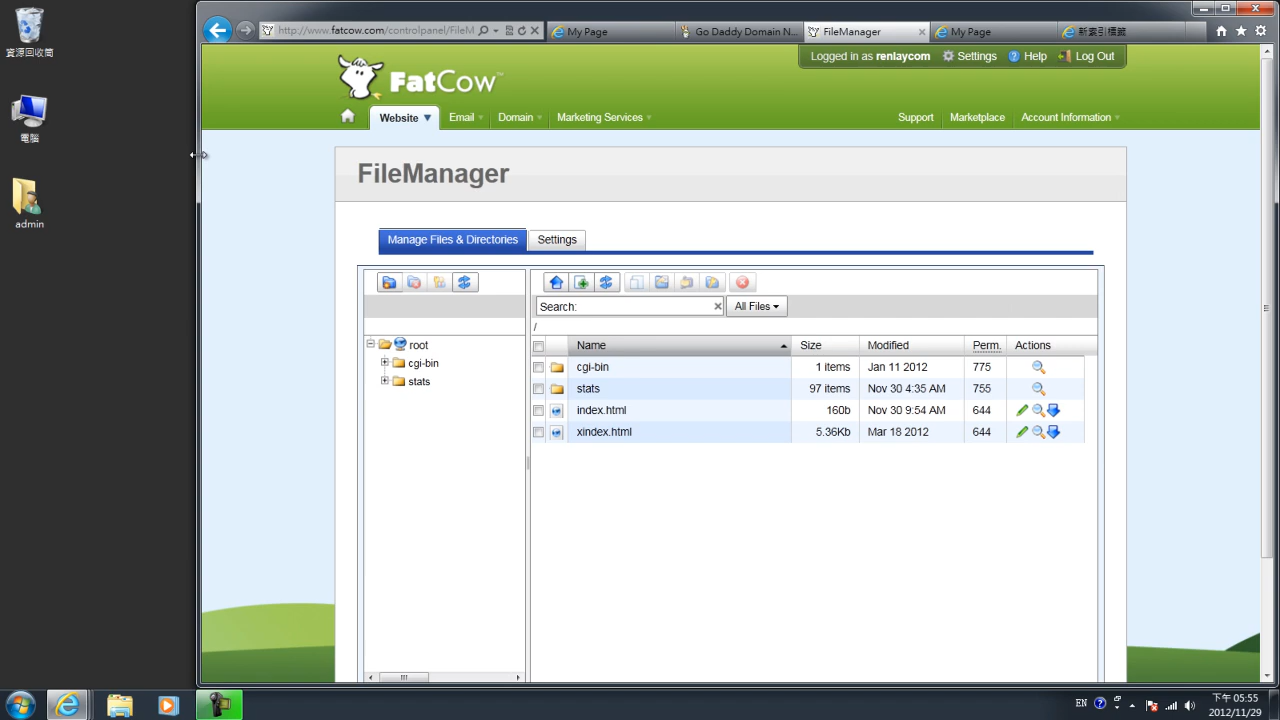 資源回收筒
電腦
admin
http://www.fatcow.com/controlpanel/FileM
My Page
Go Daddy Domain N...
FileManager
My Page
新索引標籤
Logged in as renlaycom
Settings
Help
Log Out
FatCow™
Website
Email
Domain
Marketing Services
Support
Marketplace
Account Information
FileManager
Manage Files & Directories
Settings
Search:
All Files
/
root
cgi-bin
stats
Name Size Modified Perm. Actions
cgi-bin 1 items Jan 11 2012 775
stats 97 items Nov 30 4:35 AM 755
index.html 160b Nov 30 9:54 AM 644
xindex.html 5.36Kb Mar 18 2012 644
EN
下午 05:55
2012/11/29